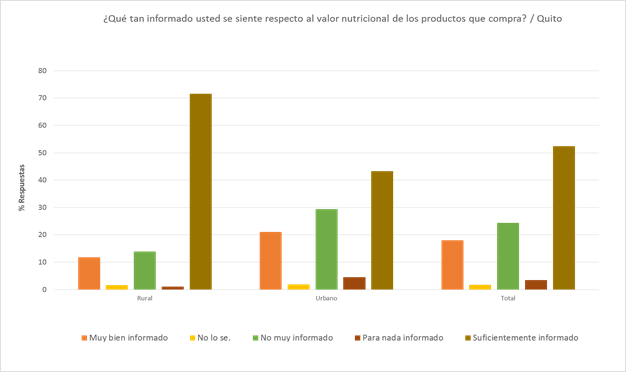 ¿Qué tan informado usted se siente respecto al valor nutricional de los productos que compra? / Quito
80
70
60
50
40
30
20
10
0
% Respuestas
Rural Urbano Total
Muy bien informado No lo se. No muy informado Para nada informado Suficientemente informado